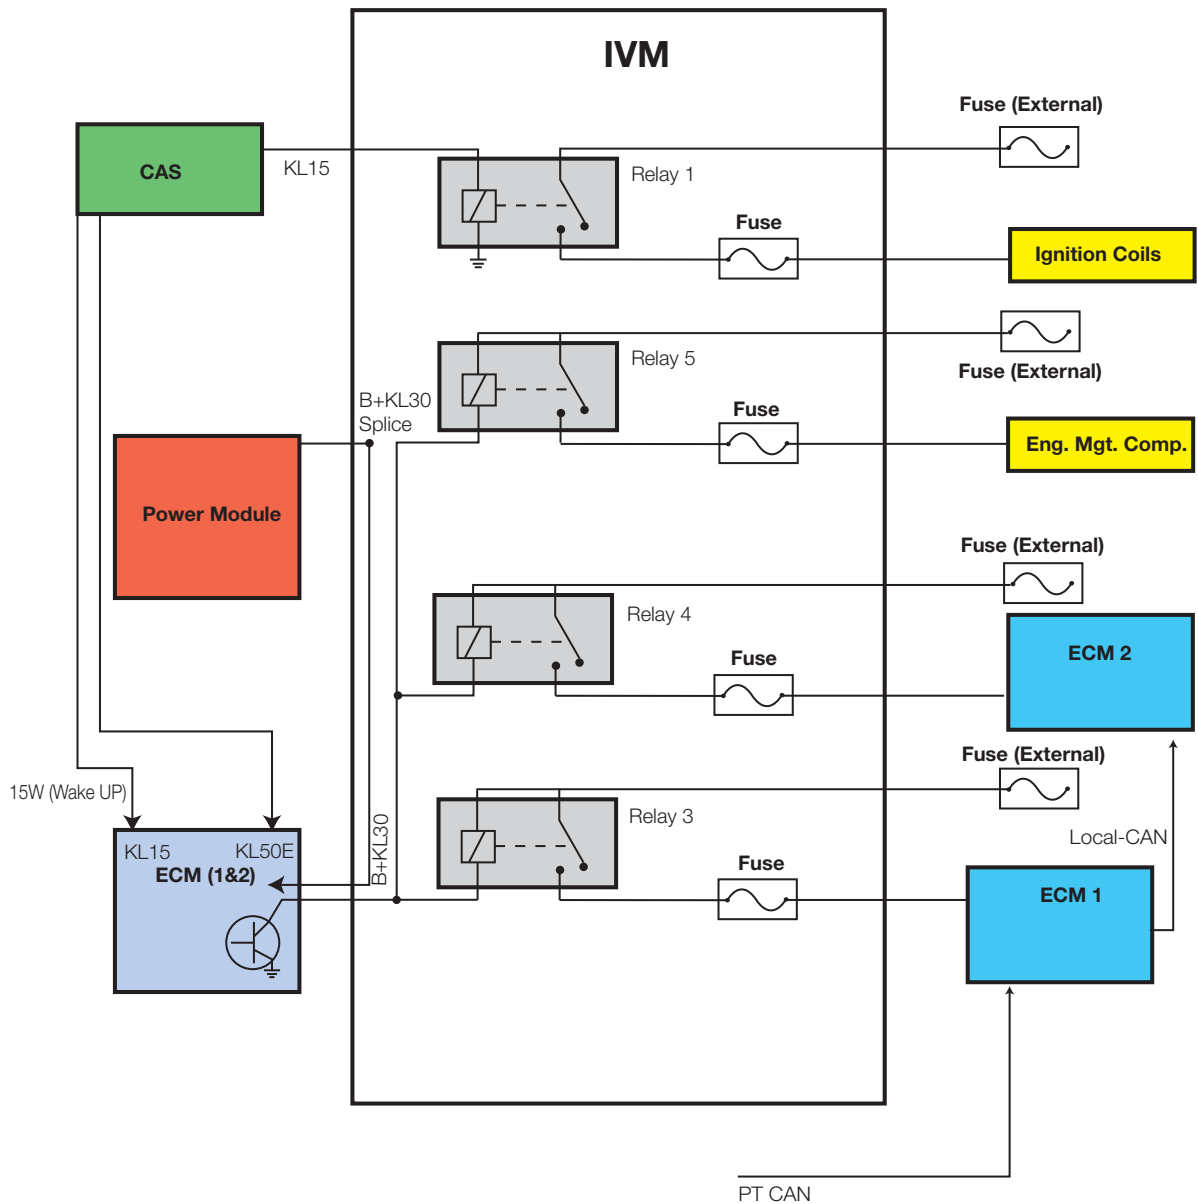 IVM
Fuse (External)
CAS
KL15
Relay 1
Fuse
Ignition Coils
Relay 5
Fuse (External)
B+KL30
Splice
Fuse
Eng. Mgt. Comp.
Power Module
Fuse (External)
Relay 4
ECM 2
Fuse
Fuse (External)
15W (Wake UP)
Relay 3
Local-CAN
KL15
KL50E
B+KL30
ECM (1&2)
Fuse
ECM 1
PT CAN